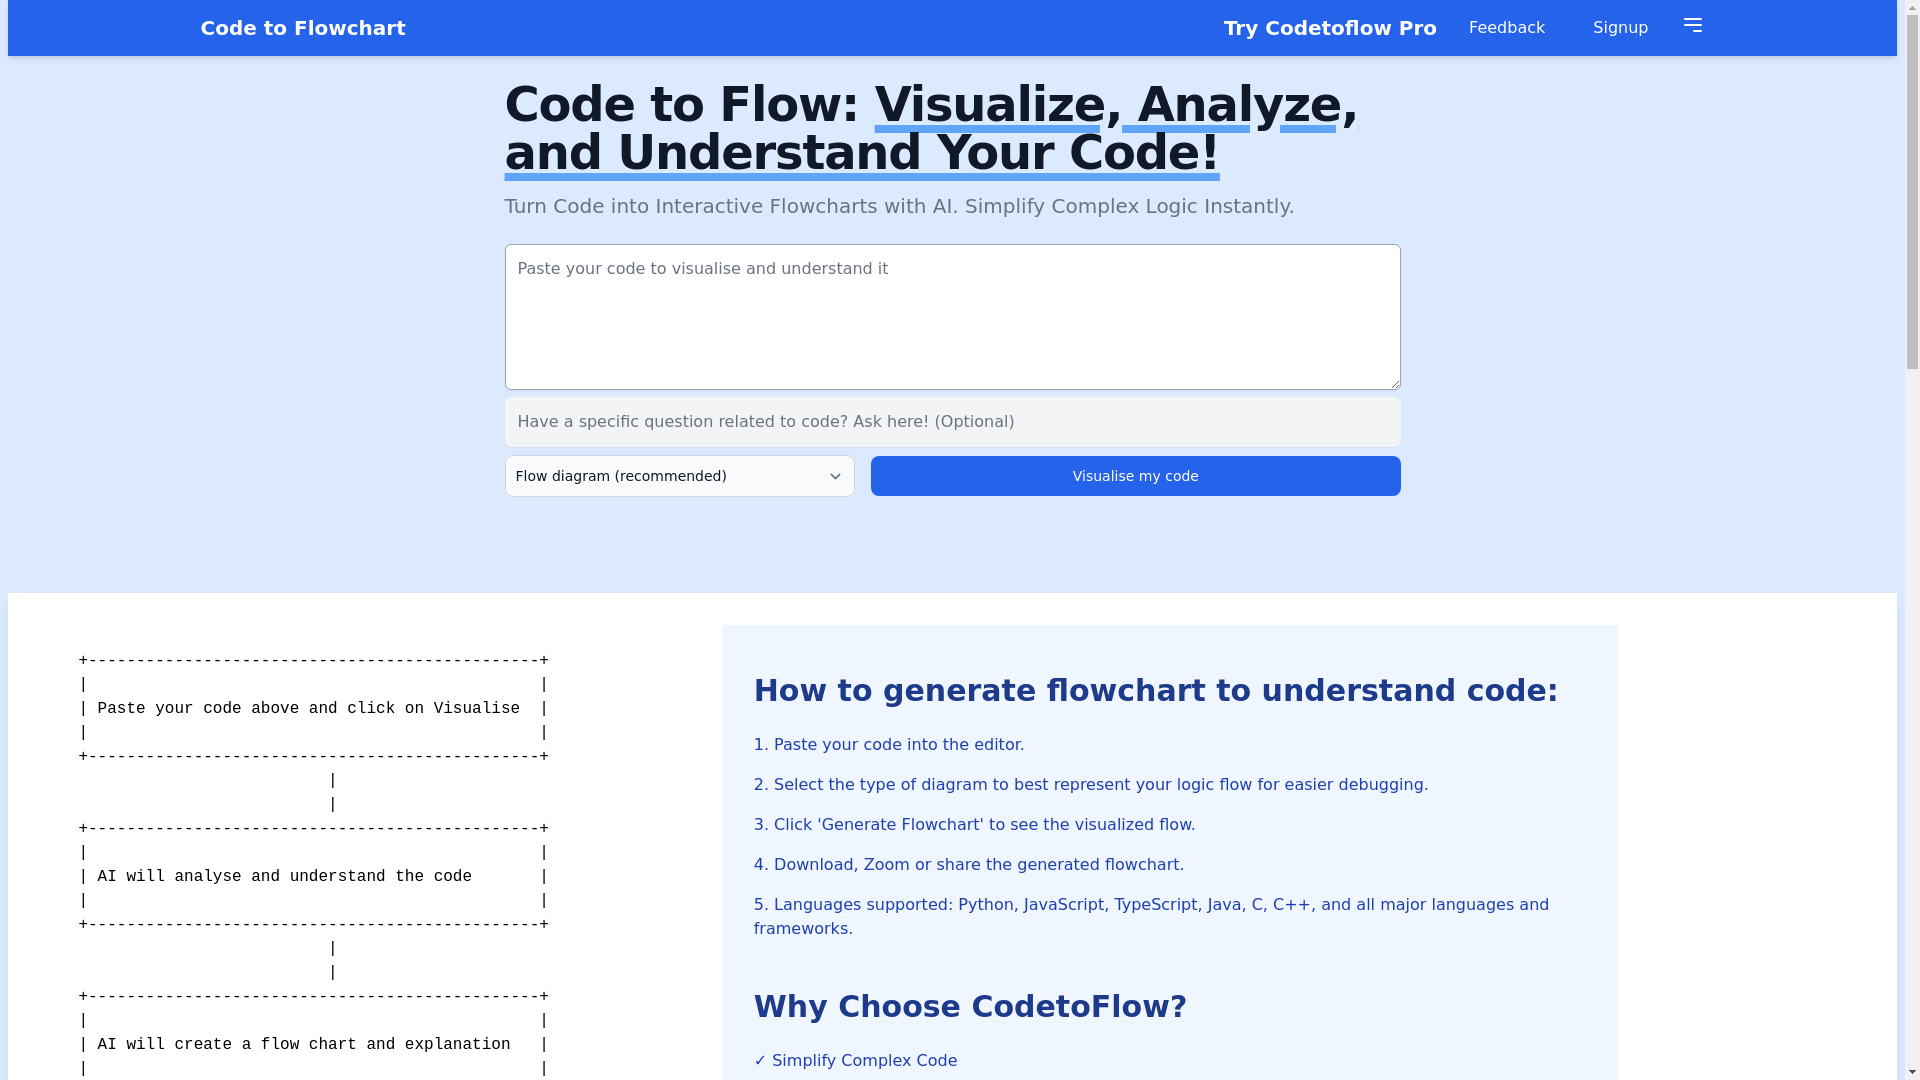 Code to Flowchart
Try Codetoflow Pro
Feedback
Signup
Code to Flow: Visualize, Analyze,
and Understand Your Code!
Turn Code into Interactive Flowcharts with AI. Simplify Complex Logic Instantly.
Paste your code to visualise and understand it
Have a specific question related to code? Ask here! (Optional)
Flow diagram (recommended)
Visualise my code
+-----------------------------------------------+
|                                               |
| Paste your code above and click on Visualise  |
|                                               |
+-----------------------------------------------+
                          |
                          |
+-----------------------------------------------+
|                                               |
| AI will analyse and understand the code       |
|                                               |
+-----------------------------------------------+
                          |
                          |
+-----------------------------------------------+
|                                               |
| AI will create a flow chart and explanation   |
|                                               |
How to generate flowchart to understand code:
1. Paste your code into the editor.
2. Select the type of diagram to best represent your logic flow for easier debugging.
3. Click 'Generate Flowchart' to see the visualized flow.
4. Download, Zoom or share the generated flowchart.
5. Languages supported: Python, JavaScript, TypeScript, Java, C, C++, and all major languages and
frameworks.
Why Choose CodetoFlow?
✓ Simplify Complex Code